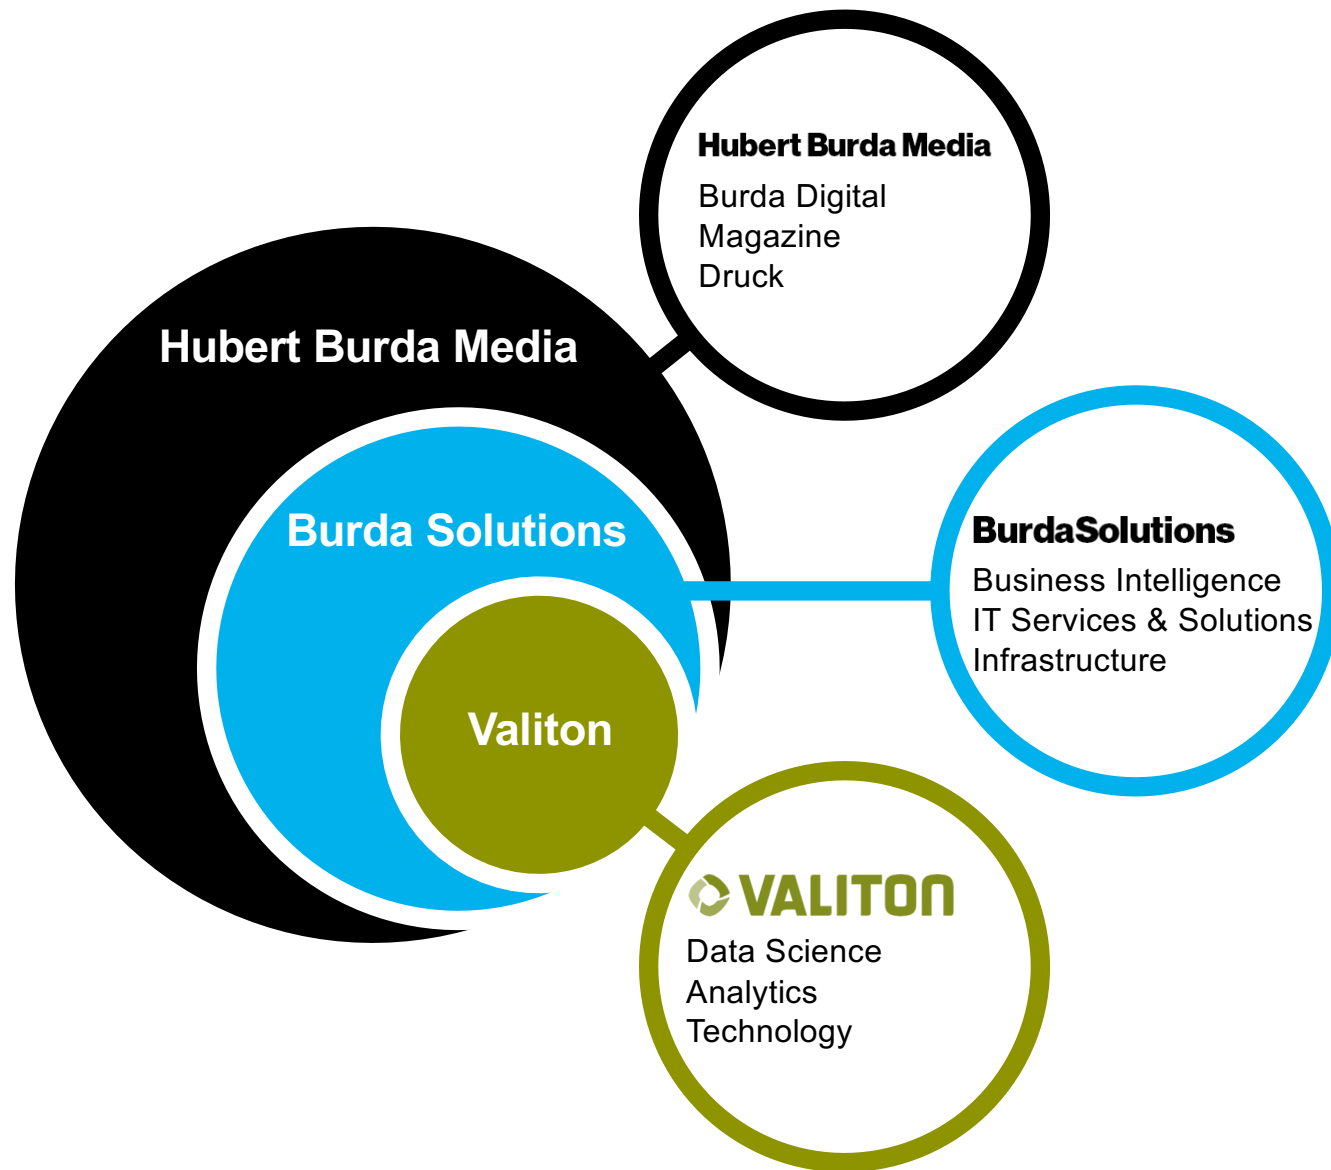 Hubert Burda Media
Burda Digital
Magazine
Druck
Hubert Burda Media
Burda Solutions
BurdaSolutions
Business Intelligence
IT Services & Solutions
Infrastructure
Valiton
VALITON
Data Science
Analytics
Technology